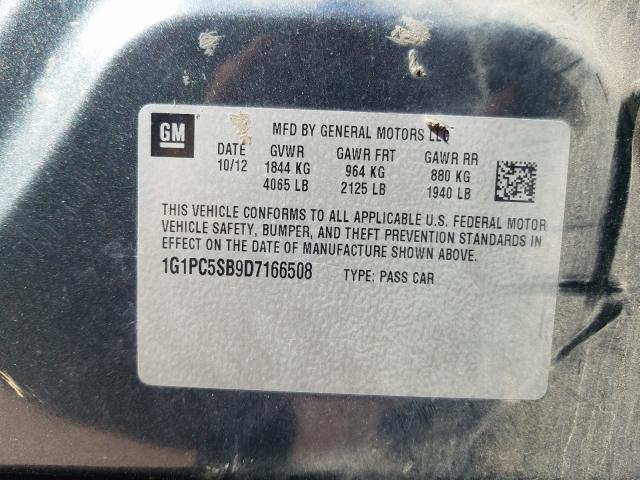 GM
MFD BY GENERAL MOTORS LLC
DATE GVWR GAWR FRT GAWR RR
10/12 1844 KG 964 KG 880 KG
4065 LB 2125 LB 1940 LB
THIS VEHICLE CONFORMS TO ALL APPLICABLE U.S. FEDERAL MOTOR
VEHICLE SAFETY, BUMPER, AND THEFT PREVENTION STANDARDS IN
EFFECT ON THE DATE OF MANUFACTURE SHOWN ABOVE.
1G1PC5SB9D7166508 TYPE: PASS CAR